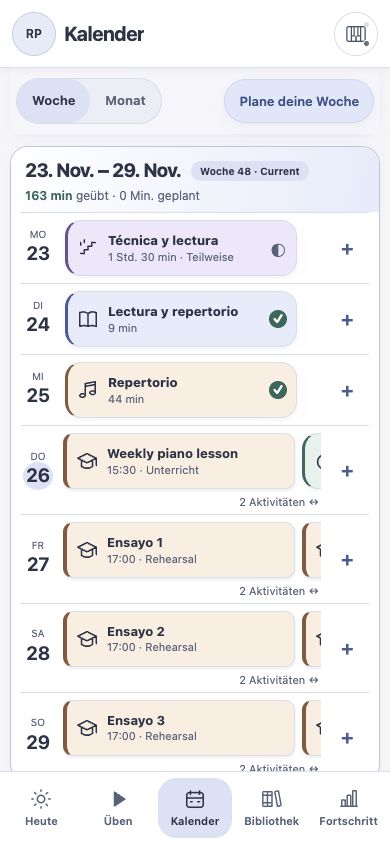 RP Kalender
Woche Monat Plane deine Woche
23. Nov. – 29. Nov. Woche 48 · Current
163 min geübt · 0 Min. geplant
MO
23
Técnica y lectura
1 Std. 30 min · Teilweise
+
DI
24
Lectura y repertorio
9 min
+
MI
25
Repertorio
44 min
+
DO
26
Weekly piano lesson
15:30 · Unterricht
+
2 Aktivitäten ↔
FR
27
Ensayo 1
17:00 · Rehearsal
+
2 Aktivitäten ↔
SA
28
Ensayo 2
17:00 · Rehearsal
+
2 Aktivitäten ↔
SO
29
Ensayo 3
17:00 · Rehearsal
+
2 Aktivitäten ↔
Heute Üben Kalender Bibliothek Fortschritt